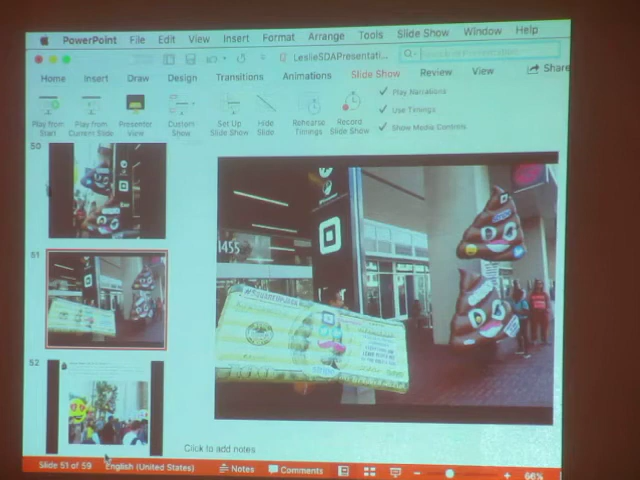 PowerPoint File Edit View Insert Format Arrange Tools Slide Show Window Help
LeslieSDAPresentati...
Home Insert Draw Design Transitions Animations Slide Show Review View Share
Play from Start
Play from Current Slide
Presenter View
Custom Show
Set Up Slide Show
Hide Slide
Rehearse Timings
Record Slide Show
Play Narrations
Use Timings
Show Media Controls
50
51
52
1455
Click to add notes
Slide 51 of 59 English (United States) Notes Comments 66%